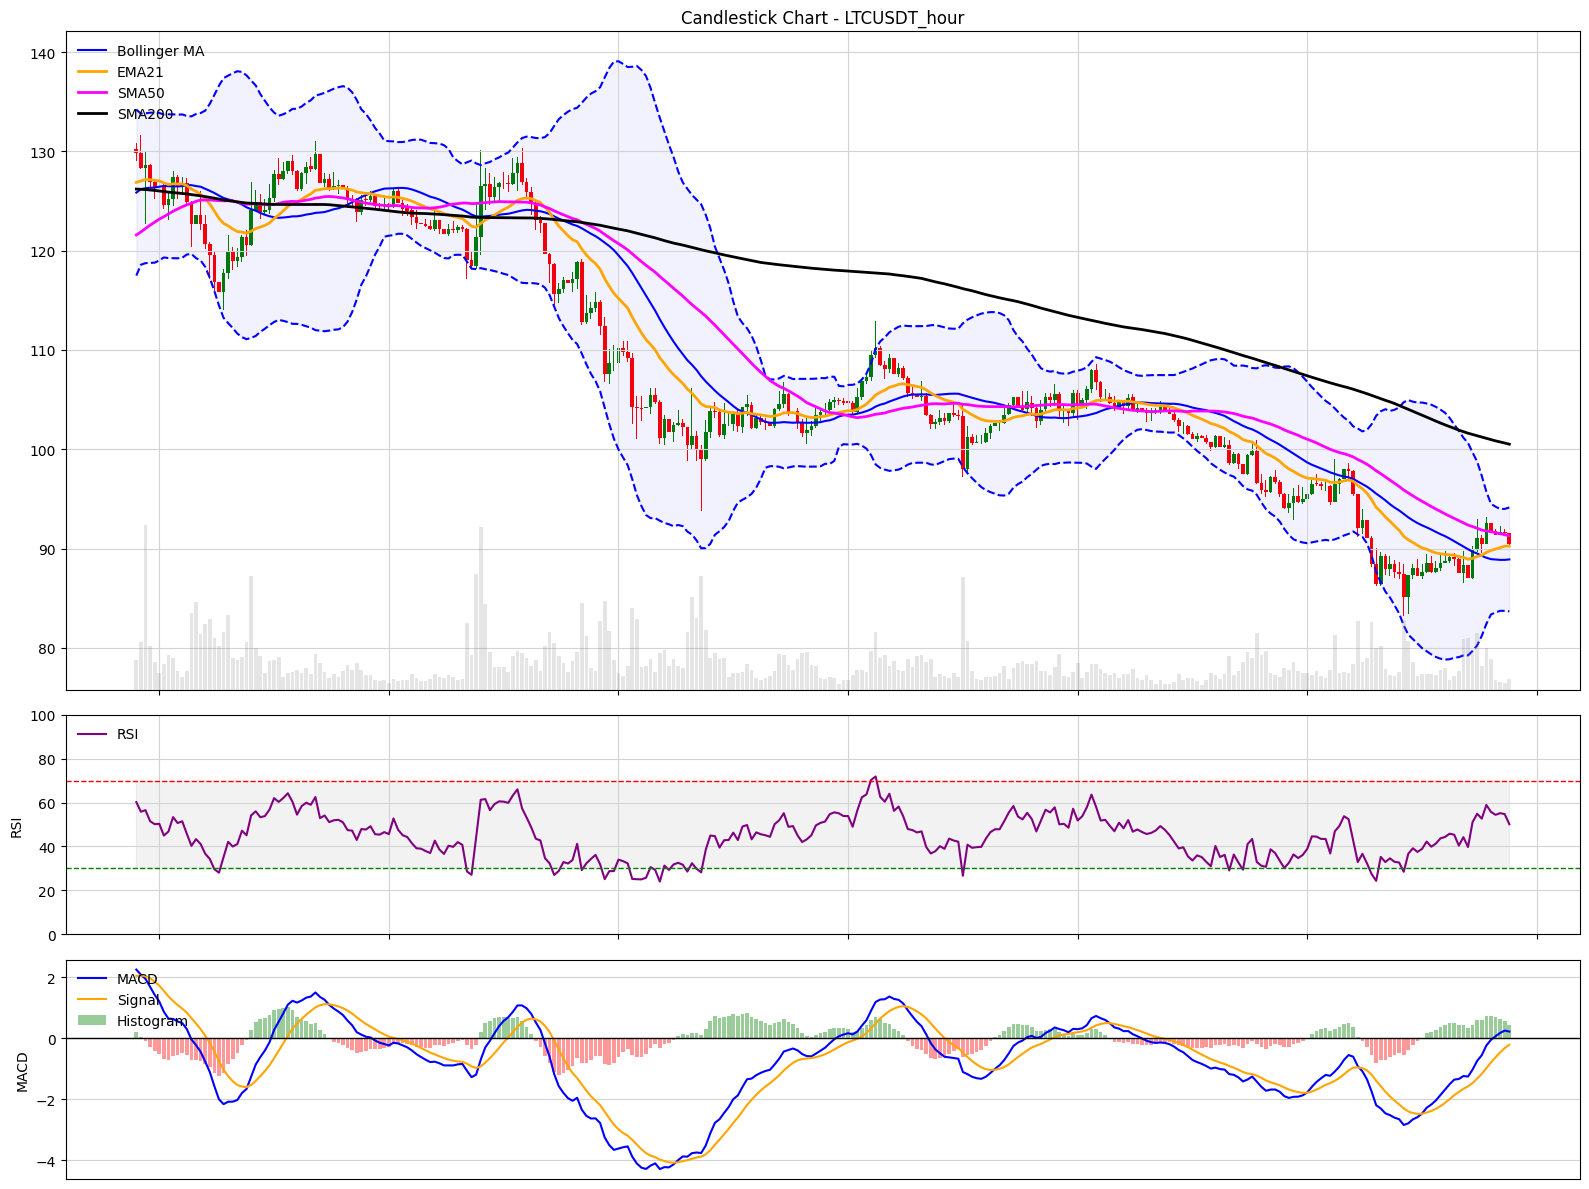 Candlestick Chart - LTCUSDT_hour
140
130
120
110
100
90
80
Bollinger MA
EMA21
SMA50
SMA200
100
80
60
40
20
0
RSI
RSI
2
0
−2
−4
MACD
MACD
Signal
Histogram